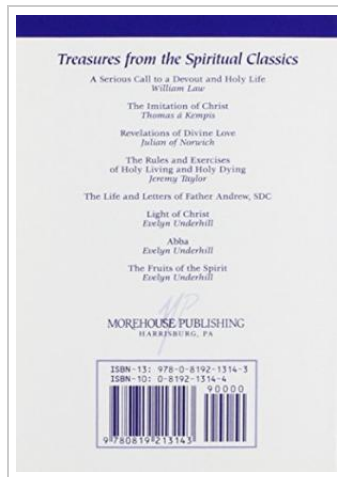 Treasures from the Spiritual Classics
A Serious Call to a Devout and Holy Life
William Law
The Imitation of Christ
Thomas á Kempis
Revelations of Divine Love
Julian of Norwich
The Rules and Exercises
of Holy Living and Holy Dying
Jeremy Taylor
The Life and Letters of Father Andrew, SDC
Light of Christ
Evelyn Underhill
Abba
Evelyn Underhill
The Fruits of the Spirit
Evelyn Underhill
MP
MOREHOUSE PUBLISHING
HARRISBURG, PA
ISBN-13: 978-0-8192-1314-3
ISBN-10: 0-8192-1314-4
90000
9 780819 213143